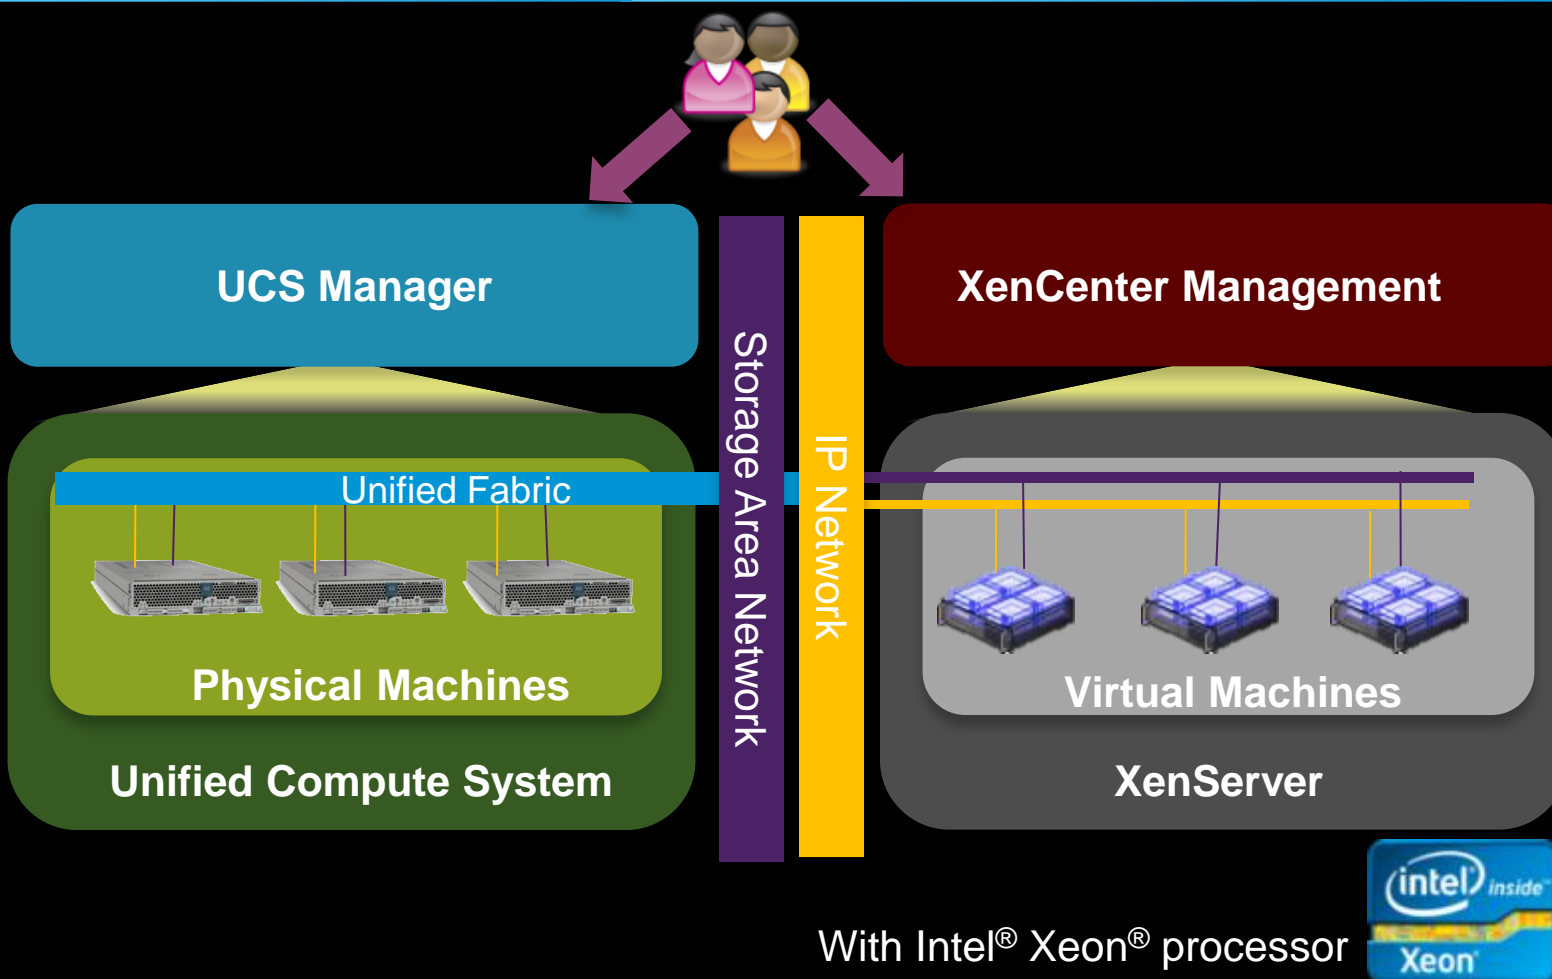 UCS Manager
XenCenter Management
Storage Area Network
IP Network
Unified Fabric
Physical Machines
Virtual Machines
Unified Compute System
XenServer
With Intel® Xeon® processor
intel inside™
Xeon®